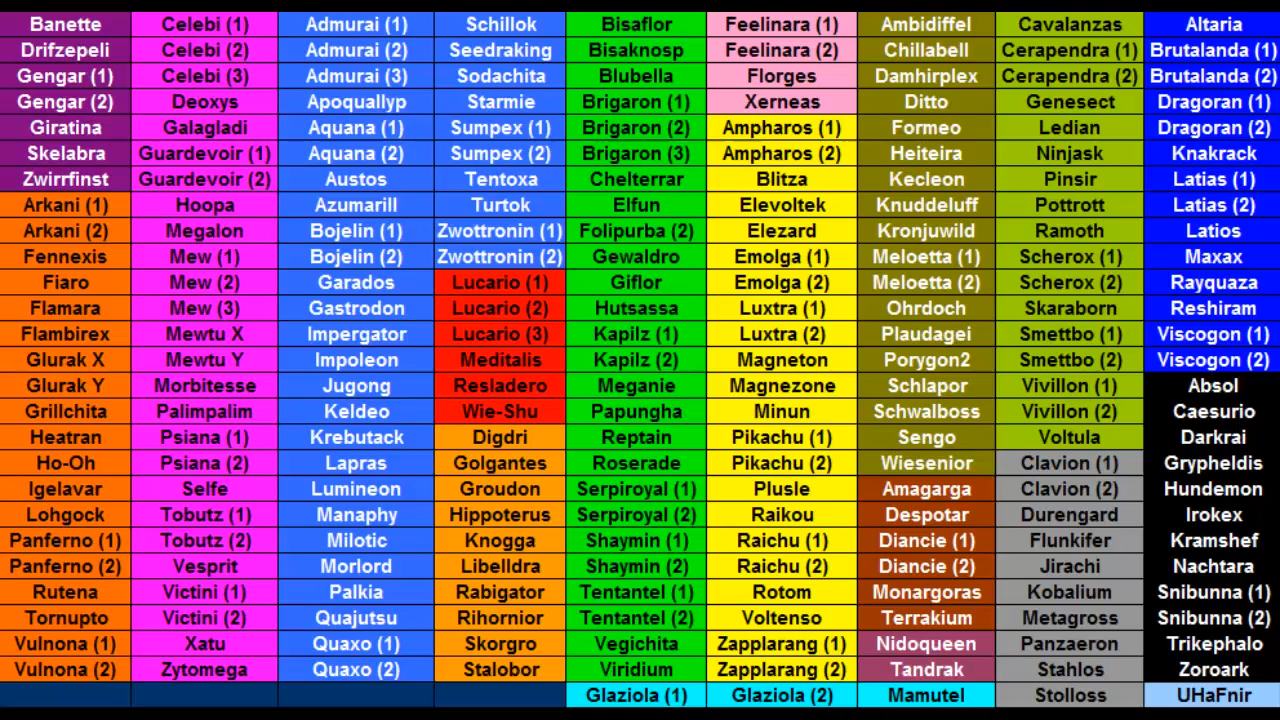 Banette Celebi (1) Admurai (1) Schillok Bisaflor Feelinara (1) Ambidiffel Cavalanzas Altaria
Drifzepeli Celebi (2) Admurai (2) Seedraking Bisaknosp Feelinara (2) Chillabell Cerapendra (1) Brutalanda (1)
Gengar (1) Celebi (3) Admurai (3) Sodachita Blubella Florges Damhirplex Cerapendra (2) Brutalanda (2)
Gengar (2) Deoxys Apoquallyp Starmie Brigaron (1) Xerneas Ditto Genesect Dragoran (1)
Giratina Galagladi Aquana (1) Sumpex (1) Brigaron (2) Ampharos (1) Formeo Ledian Dragoran (2)
Skelabra Guardevoir (1) Aquana (2) Sumpex (2) Brigaron (3) Ampharos (2) Heiteira Ninjask Knakrack
Zwirrfinst Guardevoir (2) Austos Tentoxa Chelterrar Blitza Kecleon Pinsir Latias (1)
Arkani (1) Hoopa Azumarill Turtok Elfun Elevoltek Knuddeluff Pottrott Latias (2)
Arkani (2) Megalon Bojelin (1) Zwottronin (1) Folipurba (2) Elezard Kronjuwild Ramoth Latios
Fennexis Mew (1) Bojelin (2) Zwottronin (2) Gewaldro Emolga (1) Meloetta (1) Scherox (1) Maxax
Fiaro Mew (2) Garados Lucario (1) Giflor Emolga (2) Meloetta (2) Scherox (2) Rayquaza
Flamara Mew (3) Gastrodon Lucario (2) Hutsassa Luxtra (1) Ohrdoch Skaraborn Reshiram
Flambirex Mewtu X Impergator Lucario (3) Kapilz (1) Luxtra (2) Plaudagei Smettbo (1) Viscogon (1)
Glurak X Mewtu Y Impoleon Meditalis Kapilz (2) Magneton Porygon2 Smettbo (2) Viscogon (2)
Glurak Y Morbitesse Jugong Resladero Meganie Magnezone Schlapor Vivillon (1) Absol
Grillchita Palimpalim Keldeo Wie-Shu Papungha Minun Schwalboss Vivillon (2) Caesurio
Heatran Psiana (1) Krebutack Digdri Reptain Pikachu (1) Sengo Voltula Darkrai
Ho-Oh Psiana (2) Lapras Golgantes Roserade Pikachu (2) Wiesenior Clavion (1) Grypheldis
Igelavar Selfe Lumineon Groudon Serpiroyal (1) Plusle Amagarga Clavion (2) Hundemon
Lohgock Tobutz (1) Manaphy Hippoterus Serpiroyal (2) Raikou Despotar Durengard Irokex
Panferno (1) Tobutz (2) Milotic Knogga Shaymin (1) Raichu (1) Diancie (1) Flunkifer Kramshef
Panferno (2) Vesprit Morlord Libelldra Shaymin (2) Raichu (2) Diancie (2) Jirachi Nachtara
Rutena Victini (1) Palkia Rabigator Tentantel (1) Rotom Monargoras Kobalium Snibunna (1)
Tornupto Victini (2) Quajutsu Rihornior Tentantel (2) Voltenso Terrakium Metagross Snibunna (2)
Vulnona (1) Xatu Quaxo (1) Skorgro Vegichita Zapplarang (1) Nidoqueen Panzaeron Trikephalo
Vulnona (2) Zytomega Quaxo (2) Stalobor Viridium Zapplarang (2) Tandrak Stahlos Zoroark
Glaziola (1) Glaziola (2) Mamutel Stolloss UHaFnir